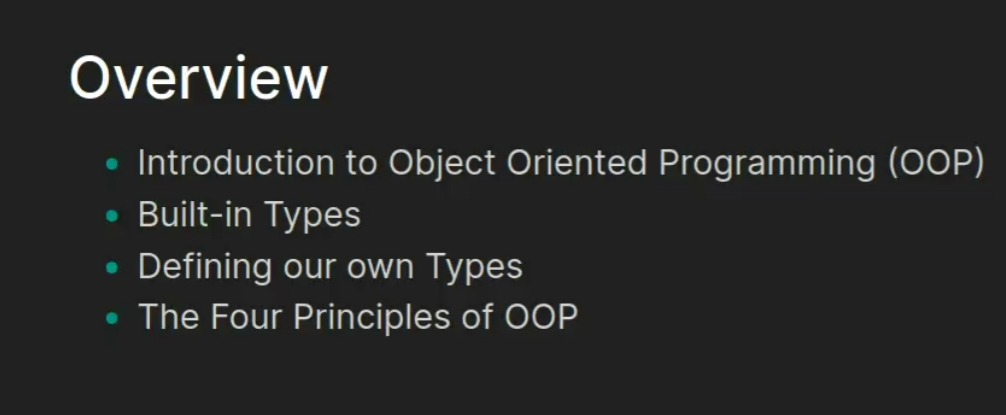 Overview
Introduction to Object Oriented Programming (OOP)
Built-in Types
Defining our own Types
The Four Principles of OOP